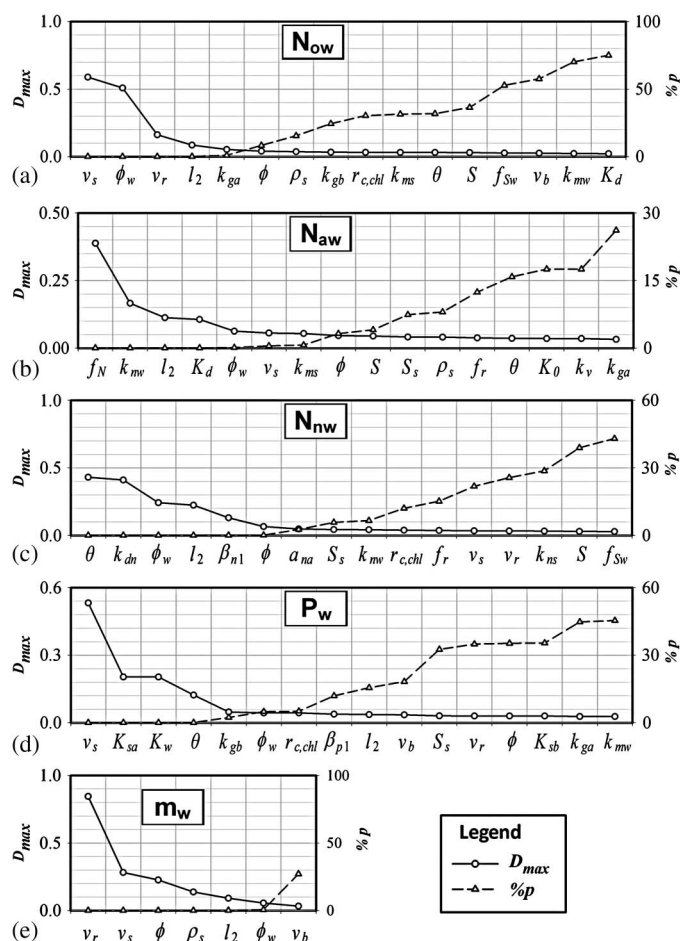 N_ow
D_max
1.0
0.5
0.0
100
50
0
%p
(a)
v_s ϕ_w v_r l_2 k_ga ϕ ρ_s k_gb r_c,chl k_ms θ S f_Sw v_b k_mw K_d
N_aw
D_max
0.50
0.25
0.00
30
15
0
%p
(b)
f_N k_nw l_2 K_d ϕ_w v_s k_ms ϕ S S_s ρ_s f_r θ K_0 k_v k_ga
N_nw
D_max
1.0
0.5
0.0
60
30
0
%p
(c)
θ k_dn ϕ_w l_2 β_n1 ϕ a_na S_s k_nw r_c,chl f_r v_s v_r k_ns S f_Sw
P_w
D_max
0.6
0.3
0.0
60
30
0
%p
(d)
v_s K_sa K_w θ k_gb ϕ_w r_c,chl β_p1 l_2 v_b S_s v_r ϕ K_sb k_ga k_mw
m_w
D_max
1.0
0.5
0.0
100
50
0
%p
(e)
v_r v_s ϕ ρ_s l_2 ϕ_w v_b
Legend
D_max
%p